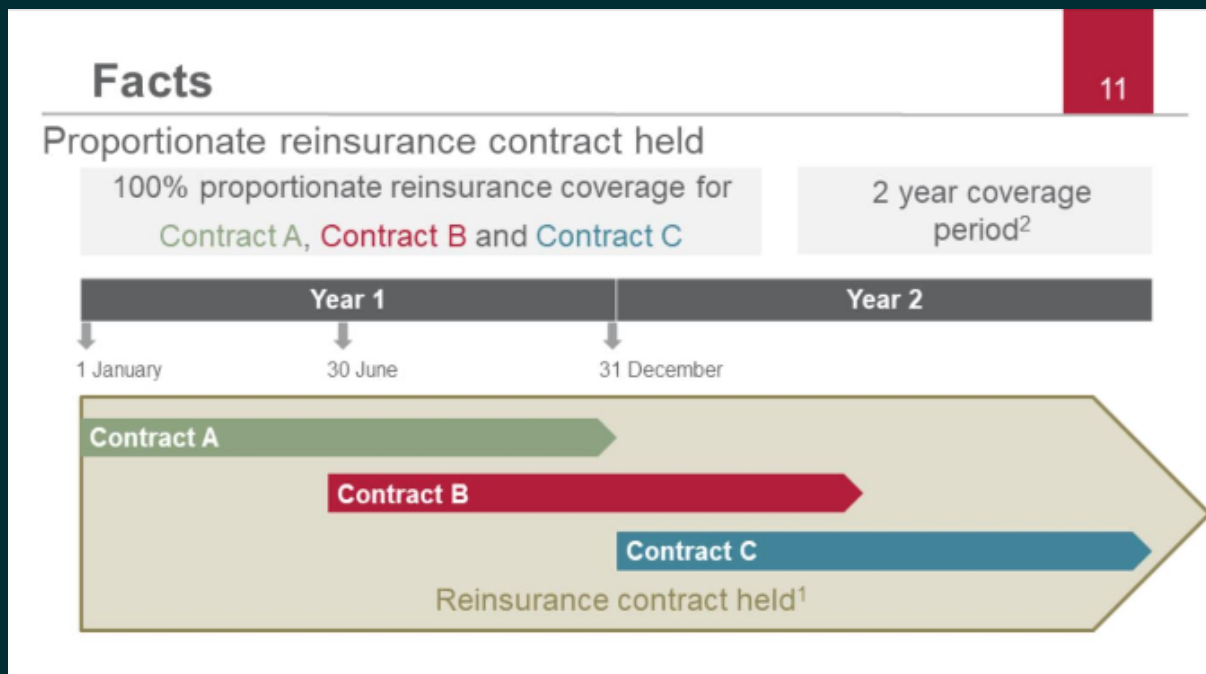 Facts
11
Proportionate reinsurance contract held
100% proportionate reinsurance coverage for
Contract A, Contract B and Contract C
2 year coverage
period²
Year 1
Year 2
1 January
30 June
31 December
Contract A
Contract B
Contract C
Reinsurance contract held¹